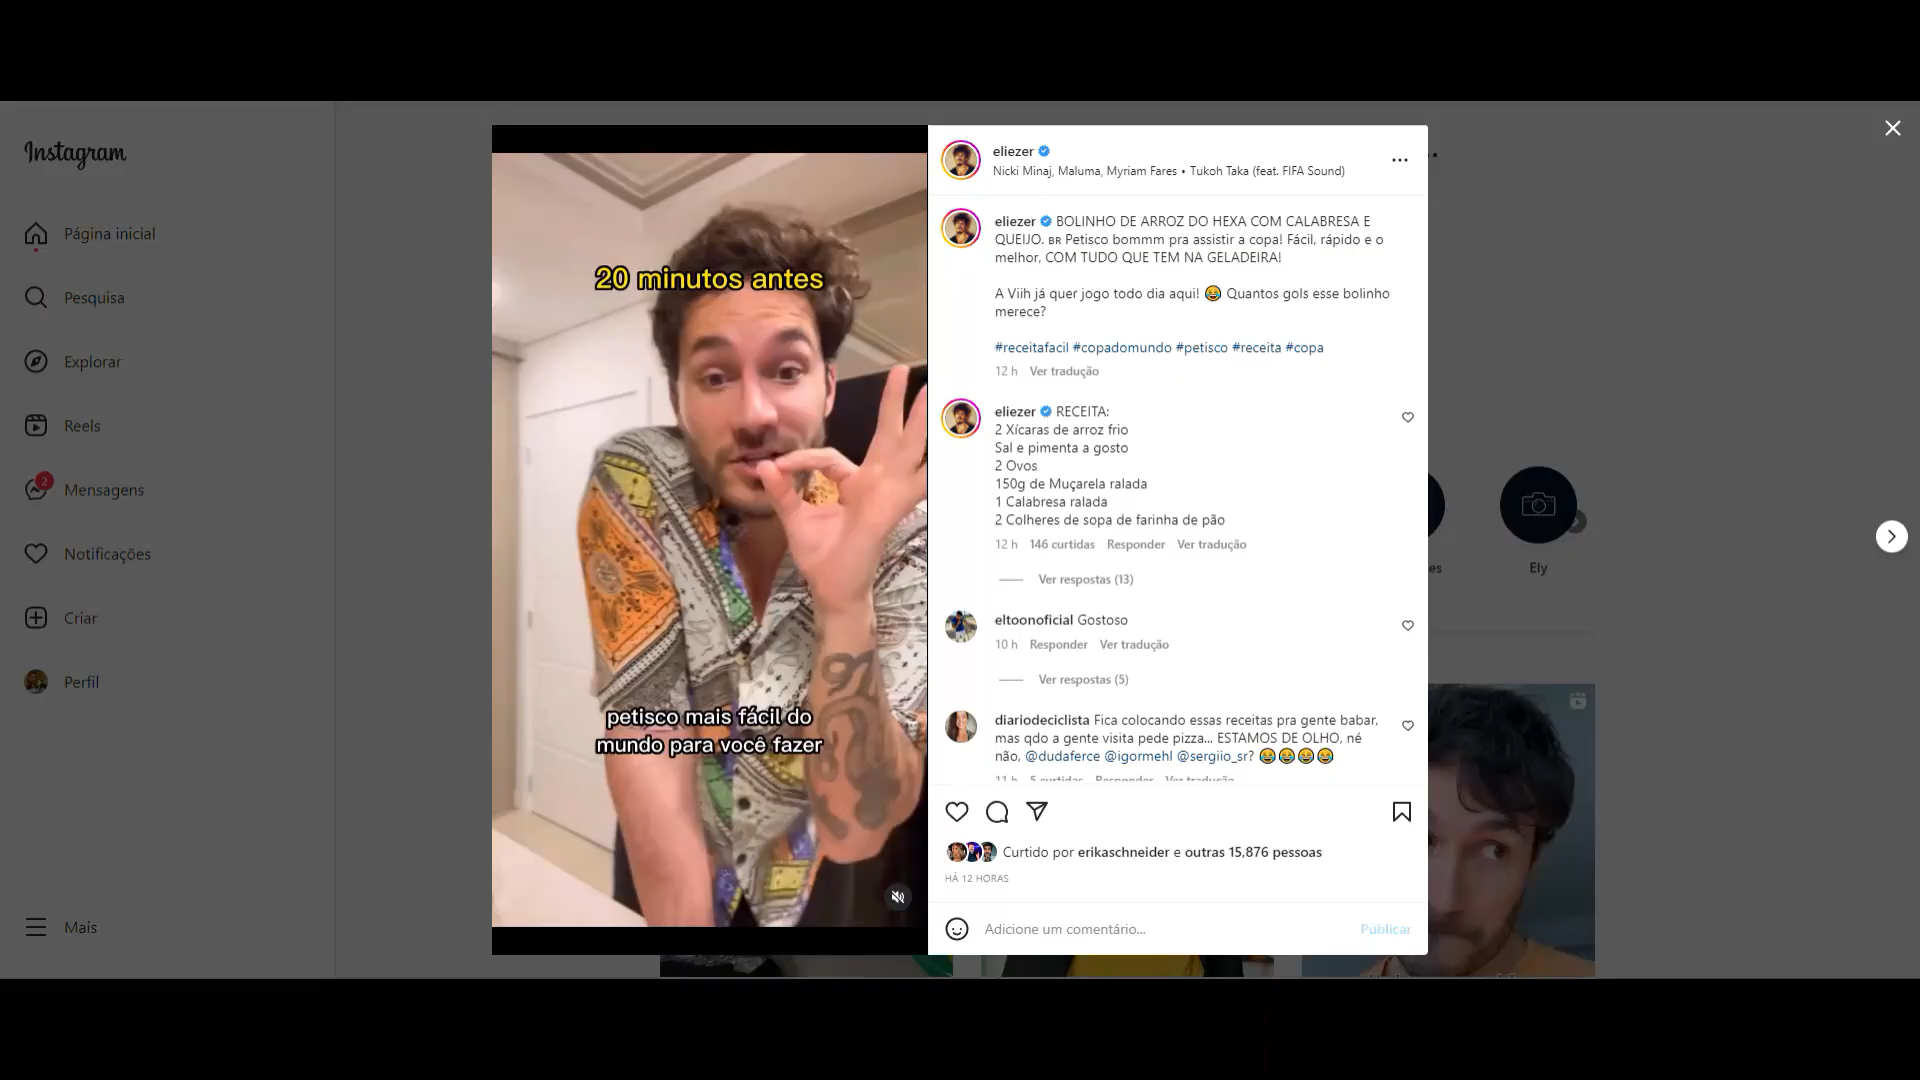 Instagram
Página inicial
Pesquisa
Explorar
Reels
2
Mensagens
Notificações
Criar
Perfil
Mais
20 minutos antes
petisco mais fácil do
mundo para você fazer
eliezer
Nicki Minaj, Maluma, Myriam Fares • Tukoh Taka (feat. FIFA Sound)
eliezer BOLINHO DE ARROZ DO HEXA COM CALABRESA E
QUEIJO. BR Petisco bommm pra assistir a copa! Fácil, rápido e o
melhor, COM TUDO QUE TEM NA GELADEIRA!
A Viih já quer jogo todo dia aqui! 😂 Quantos gols esse bolinho
merece?
#receitafacil #copadomundo #petisco #receita #copa
12 h Ver tradução
eliezer RECEITA:
2 Xícaras de arroz frio
Sal e pimenta a gosto
2 Ovos
150g de Muçarela ralada
1 Calabresa ralada
2 Colheres de sopa de farinha de pão
12 h 146 curtidas Responder Ver tradução
Ver respostas (13)
eltoonoficial Gostoso
10 h Responder Ver tradução
Ver respostas (5)
diariodeciclista Fica colocando essas receitas pra gente babar,
mas qdo a gente visita pede pizza... ESTAMOS DE OLHO, né
não, @dudaferce @igormehl @sergiio_sr? 😂😂😂😂
11 h 5 curtidas Responder Ver tradução
Curtido por erikaschneider e outras 15,876 pessoas
HÁ 12 HORAS
Adicione um comentário...
Publicar
es
Ely